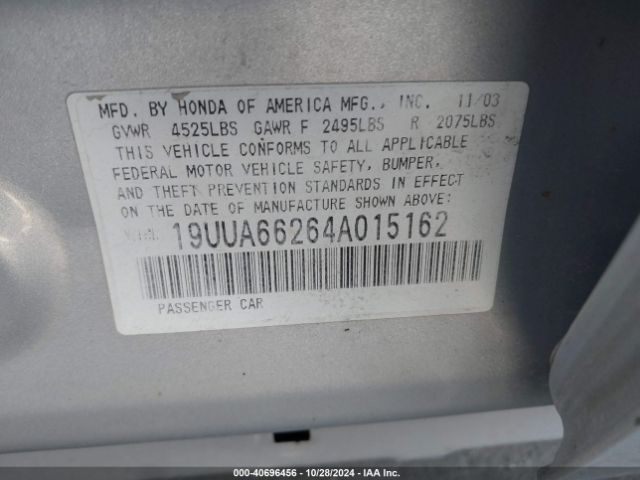 MFD. BY HONDA OF AMERICA MFG., INC. 11/03
GVWR 4525LBS GAWR F 2495LBS R 2075LBS
THIS VEHICLE CONFORMS TO ALL APPLICABLE
FEDERAL MOTOR VEHICLE SAFETY, BUMPER,
AND THEFT PREVENTION STANDARDS IN EFFECT
ON THE DATE OF MANUFACTURE SHOWN ABOVE:
V.I.N. 19UUA66264A015162
PASSENGER CAR
000-40696456 | 10/28/2024 - IAA Inc.